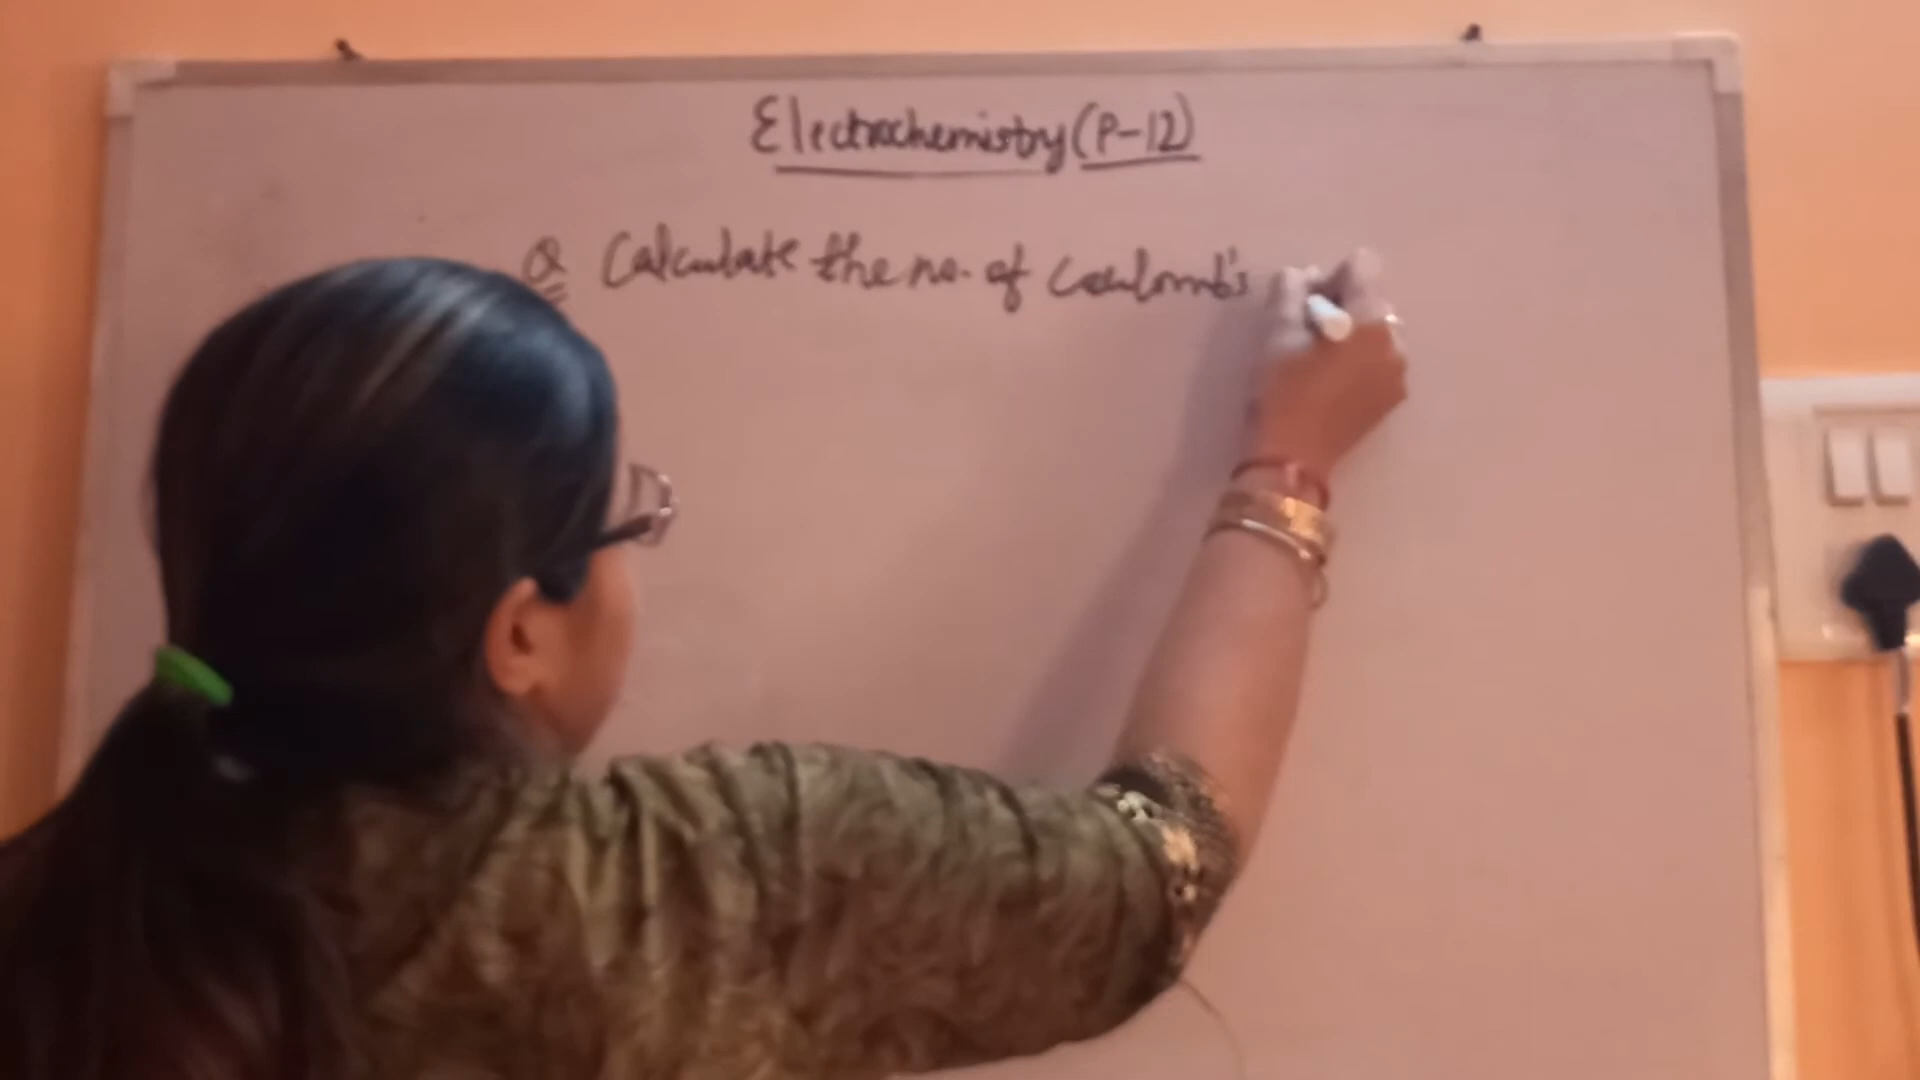 Electrochemistry (P-12)
Q Calculate the no. of Coulomb's